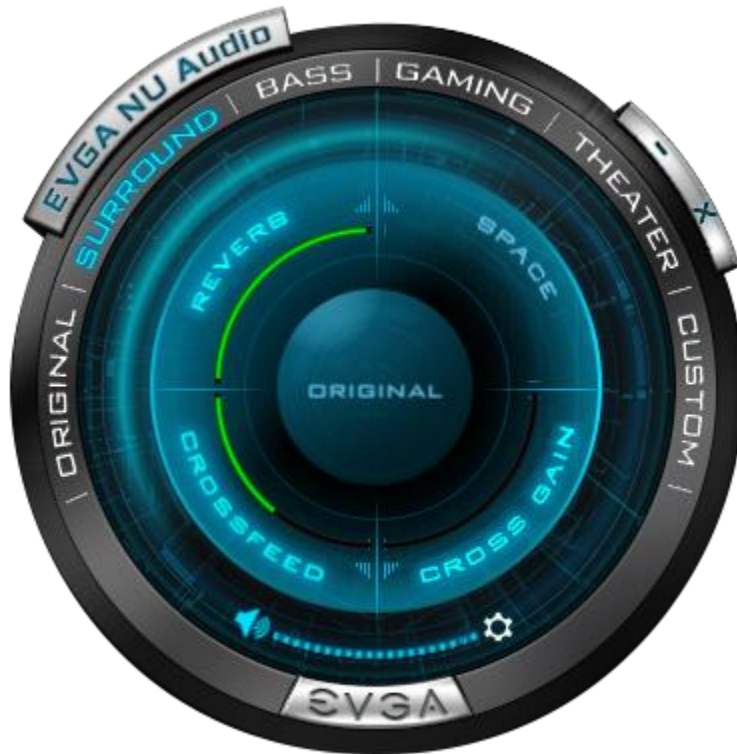 EVGA NU Audio
- X
ORIGINAL | SURROUND | BASS | GAMING | THEATER | CUSTOM |
REVERB
SPACE
ORIGINAL
CROSSFEED
CROSS GAIN
EVGA